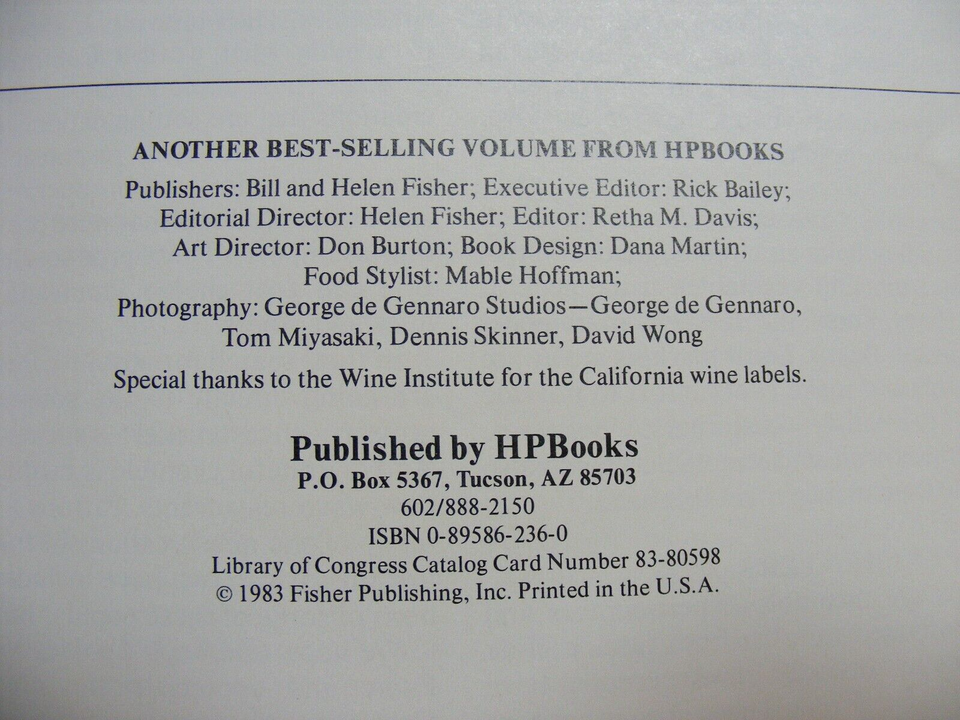 ANOTHER BEST-SELLING VOLUME FROM HPBOOKS
Publishers: Bill and Helen Fisher; Executive Editor: Rick Bailey;
Editorial Director: Helen Fisher; Editor: Retha M. Davis;
Art Director: Don Burton; Book Design: Dana Martin;
Food Stylist: Mable Hoffman;
Photography: George de Gennaro Studios—George de Gennaro,
Tom Miyasaki, Dennis Skinner, David Wong
Special thanks to the Wine Institute for the California wine labels.
Published by HPBooks
P.O. Box 5367, Tucson, AZ 85703
602/888-2150
ISBN 0-89586-236-0
Library of Congress Catalog Card Number 83-80598
© 1983 Fisher Publishing, Inc. Printed in the U.S.A.